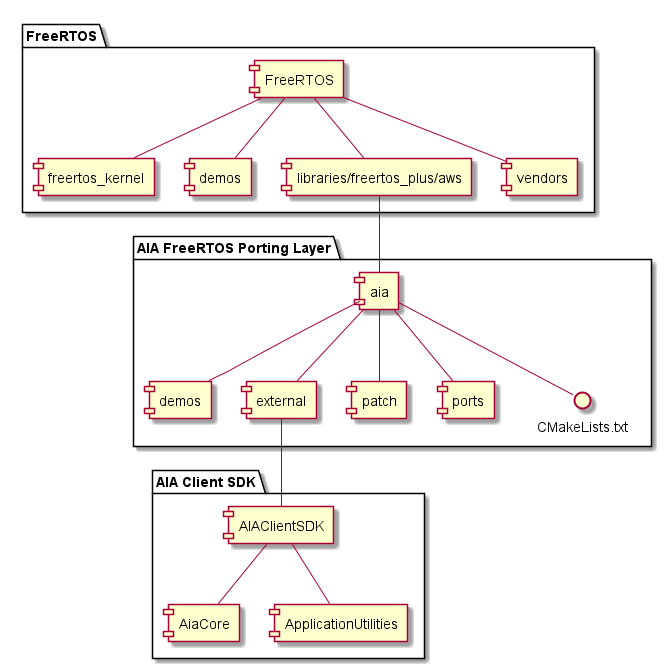 FreeRTOS
FreeRTOS
freertos_kernel
demos
libraries/freertos_plus/aws
vendors
AIA FreeRTOS Porting Layer
aia
demos
external
patch
ports
CMakeLists.txt
AIA Client SDK
AIAClientSDK
AiaCore
ApplicationUtilities